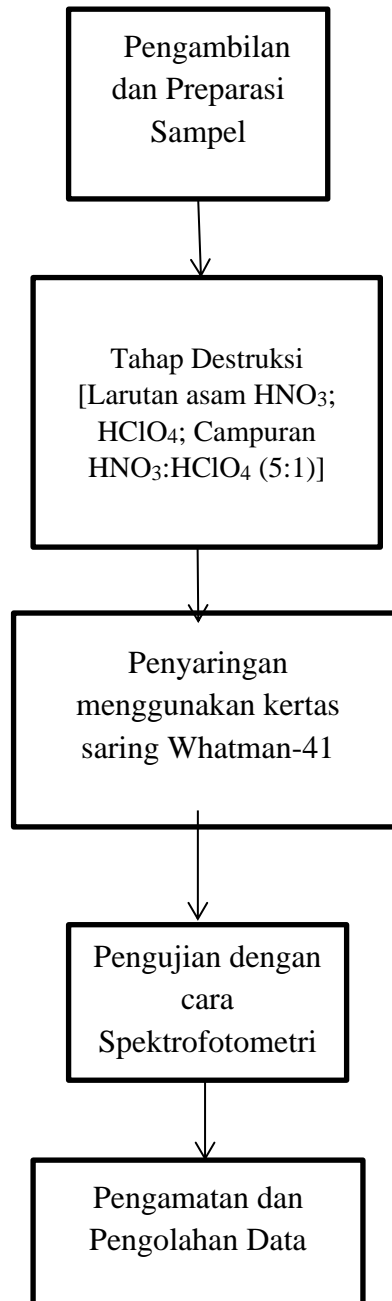 Pengambilan
dan Preparasi
Sampel
Tahap Destruksi
[Larutan asam HNO₃;
HClO₄; Campuran
HNO₃:HClO₄ (5:1)]
Penyaringan
menggunakan kertas
saring Whatman-41
Pengujian dengan
cara
Spektrofotometri
Pengamatan dan
Pengolahan Data